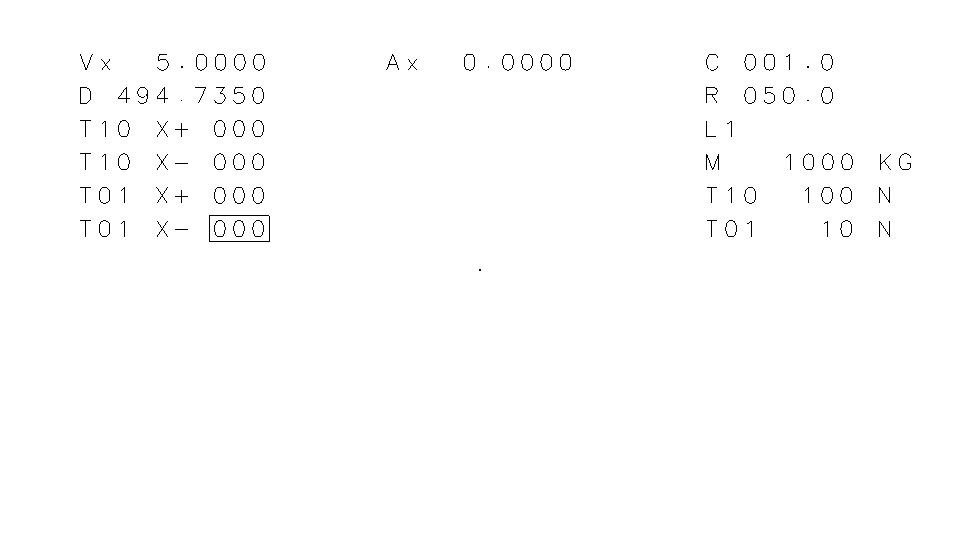 Vx 5.0000 Ax 0.0000 C 001.0
D 494.7350 R 050.0
T10 X+ 000 L1
T10 X- 000 M 1000 KG
T01 X+ 000 T10 100 N
T01 X- 000 T01 10 N